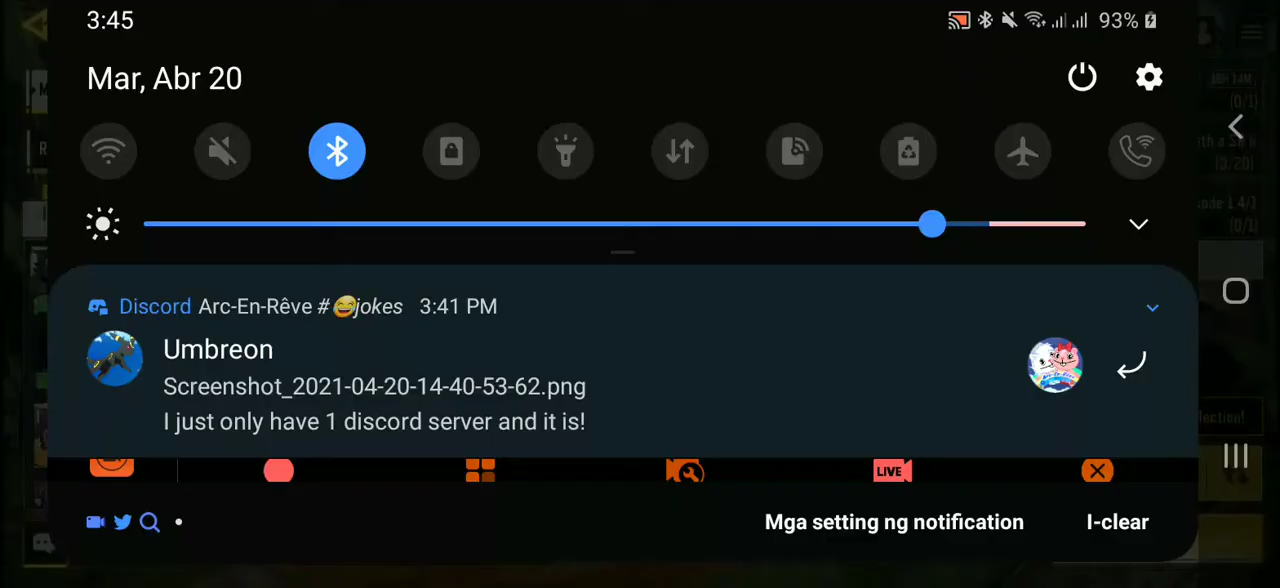 3:45
93%
Mar, Abr 20
Discord Arc-En-Rêve #😂jokes 3:41 PM
Umbreon
Screenshot_2021-04-20-14-40-53-62.png
I just only have 1 discord server and it is!
LIVE
Mga setting ng notification
I-clear